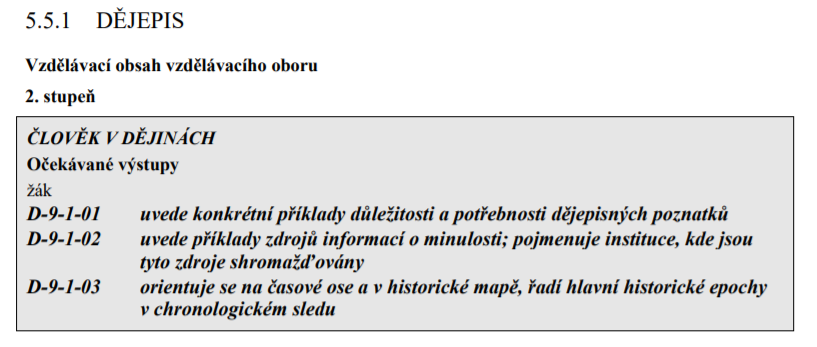 5.5.1 DĚJEPIS
Vzdělávací obsah vzdělávacího oboru
2. stupeň
ČLOVĚK V DĚJINÁCH
Očekávané výstupy
žák
D-9-1-01 uvede konkrétní příklady důležitosti a potřebnosti dějepisných poznatků
D-9-1-02 uvede příklady zdrojů informací o minulosti; pojmenuje instituce, kde jsou
tyto zdroje shromažďovány
D-9-1-03 orientuje se na časové ose a v historické mapě, řadí hlavní historické epochy
v chronologickém sledu